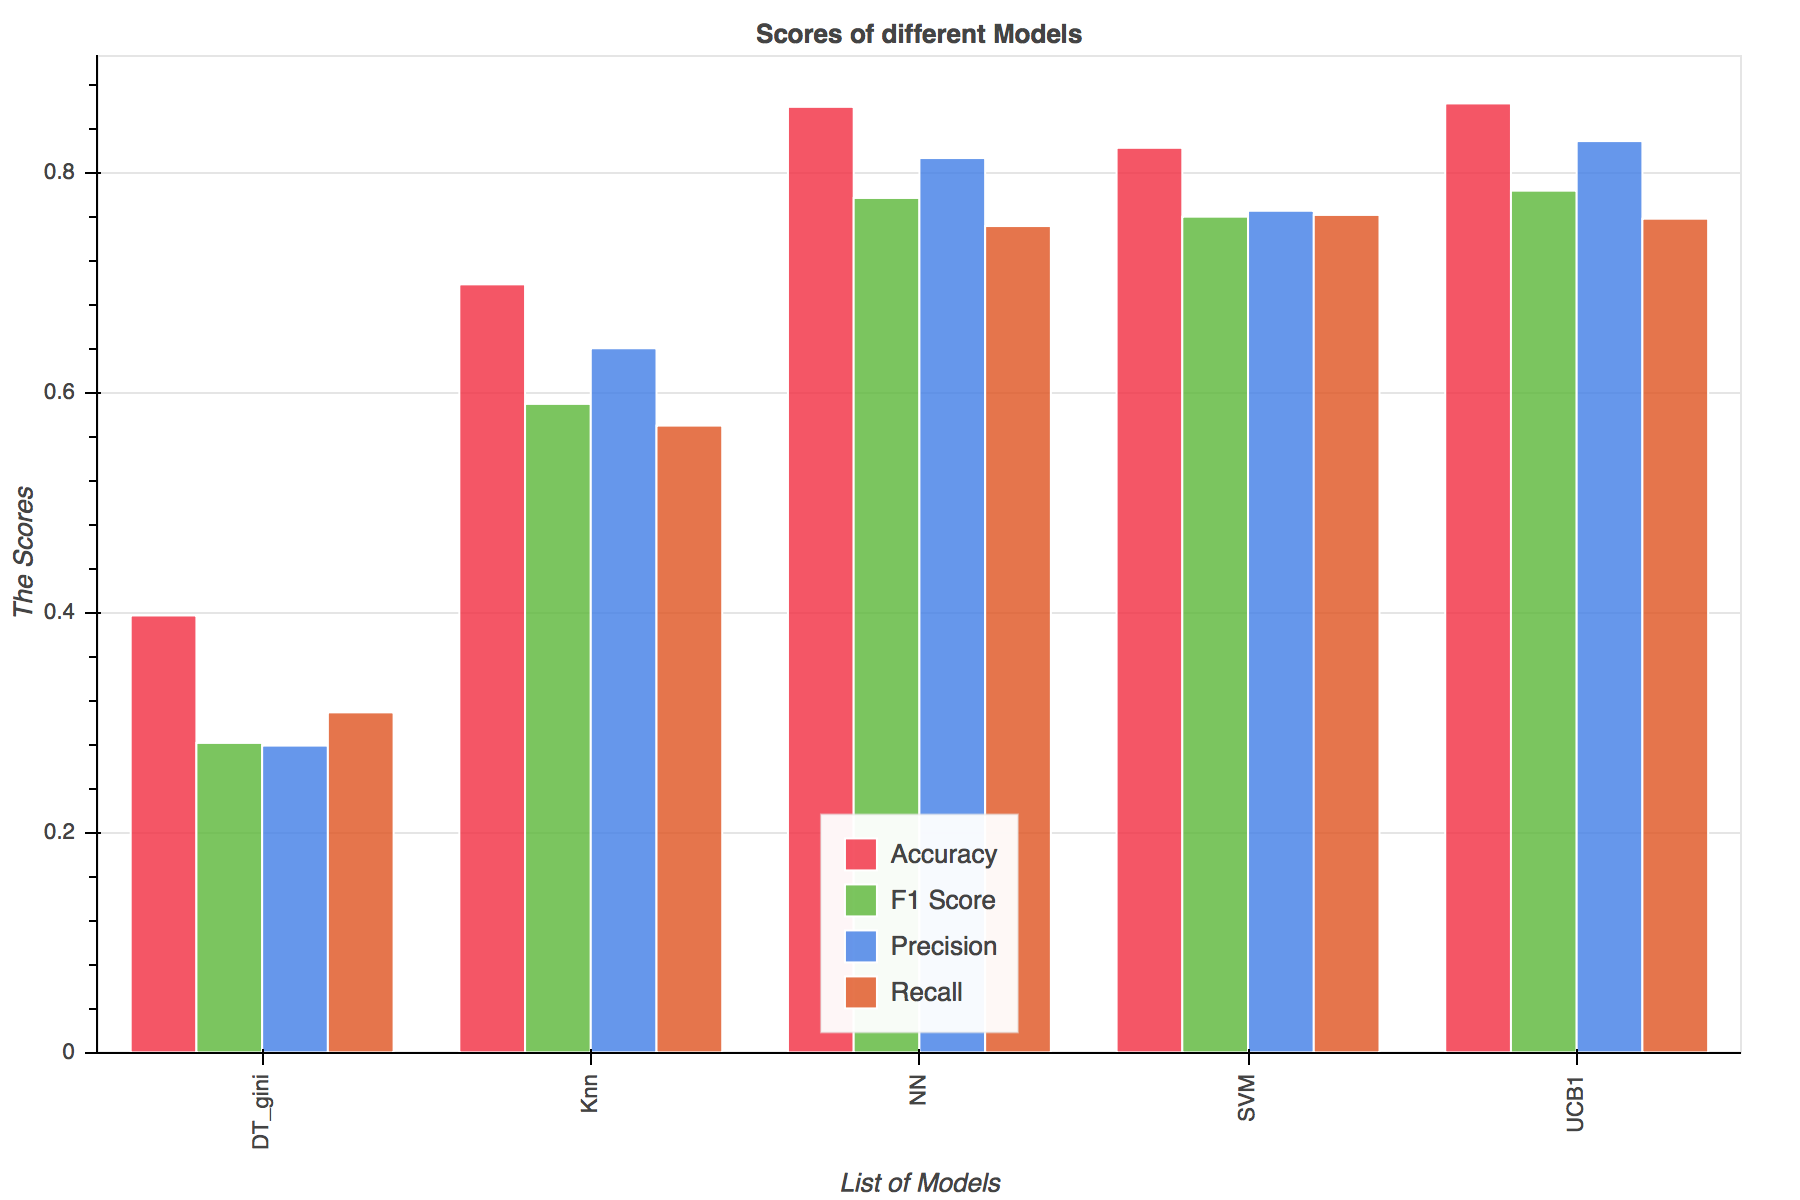 Scores of different Models
The Scores
0.8
0.6
0.4
0.2
0
Accuracy
F1 Score
Precision
Recall
DT_gini
Knn
NN
SVM
UCB1
List of Models